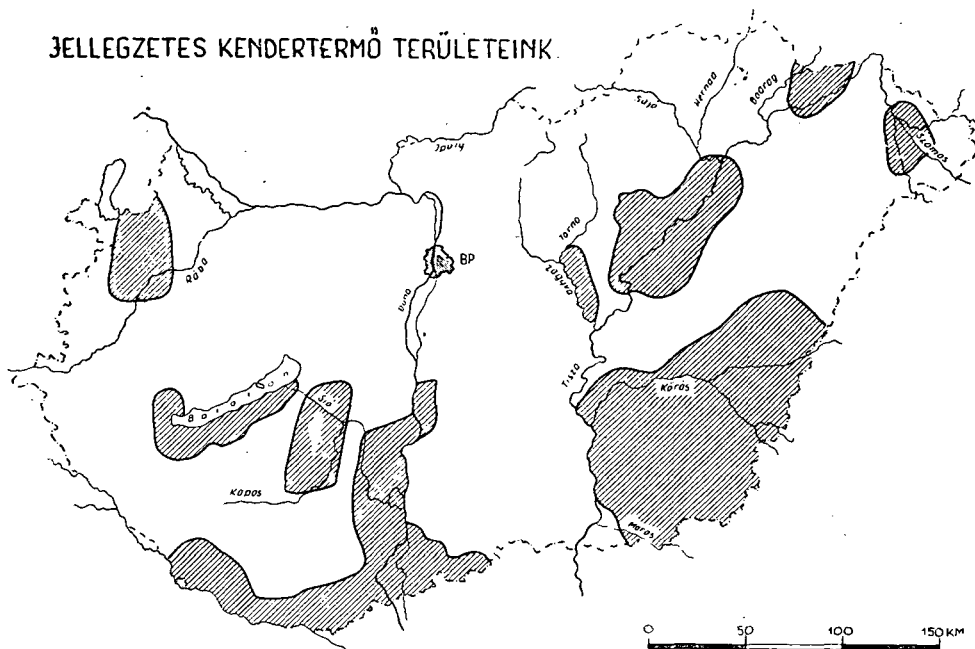 JELLEGZETES KENDERTERMŐ TERÜLETEINK
Ipoly
Sajó
Hernád
Bodrog
Szamos
Rába
Tarna
Zagyva
BP.
Duna
Tisza
Balaton
Sió
Körös
Kapos
Maros
0 50 100 150 KM